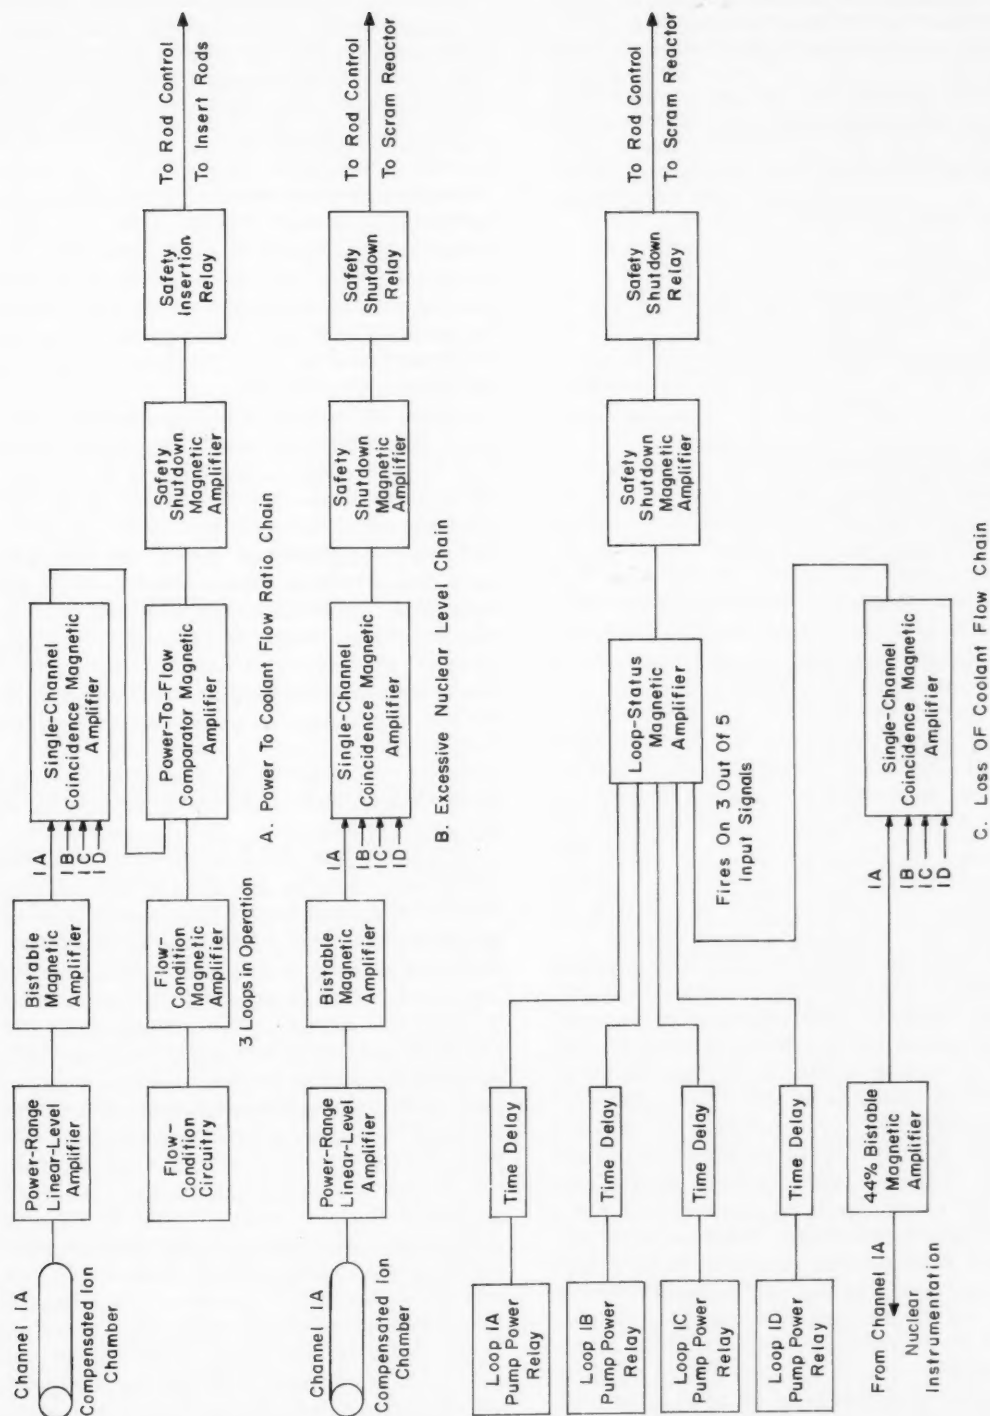 Channel IA
Compensated Ion
Chamber
Power-Range
Linear-Level
Amplifier
Bistable
Magnetic
Amplifier
IA
IB
IC
ID
Single-Channel
Coincidence Magnetic
Amplifier
Flow-
Condition
Circuitry
Flow-
Condition
Magnetic
Amplifier
3 Loops in Operation
Power-To-Flow
Comparator Magnetic
Amplifier
Safety
Shutdown
Magnetic
Amplifier
Safety
Insertion
Relay
To Rod Control
To Insert Rods
A. Power To Coolant Flow Ratio Chain
Channel IA
Compensated Ion
Chamber
Power-Range
Linear-Level
Amplifier
Bistable
Magnetic
Amplifier
IA
IB
IC
ID
Single-Channel
Coincidence Magnetic
Amplifier
Safety
Shutdown
Magnetic
Amplifier
Safety
Shutdown
Relay
To Rod Control
To Scram Reactor
B. Excessive Nuclear Level Chain
Loop IA
Pump Power
Relay
Time Delay
Loop IB
Pump Power
Relay
Time Delay
Loop IC
Pump Power
Relay
Time Delay
Loop ID
Pump Power
Relay
Time Delay
Loop-Status
Magnetic
Amplifier
Fires On 3 Out Of 5
Input Signals
Safety
Shutdown
Magnetic
Amplifier
Safety
Shutdown
Relay
To Rod Control
To Scram Reactor
From Channel IA
Nuclear
Instrumentation
44% Bistable
Magnetic
Amplifier
IA
IB
IC
ID
Single-Channel
Coincidence Magnetic
Amplifier
C. Loss OF Coolant Flow Chain